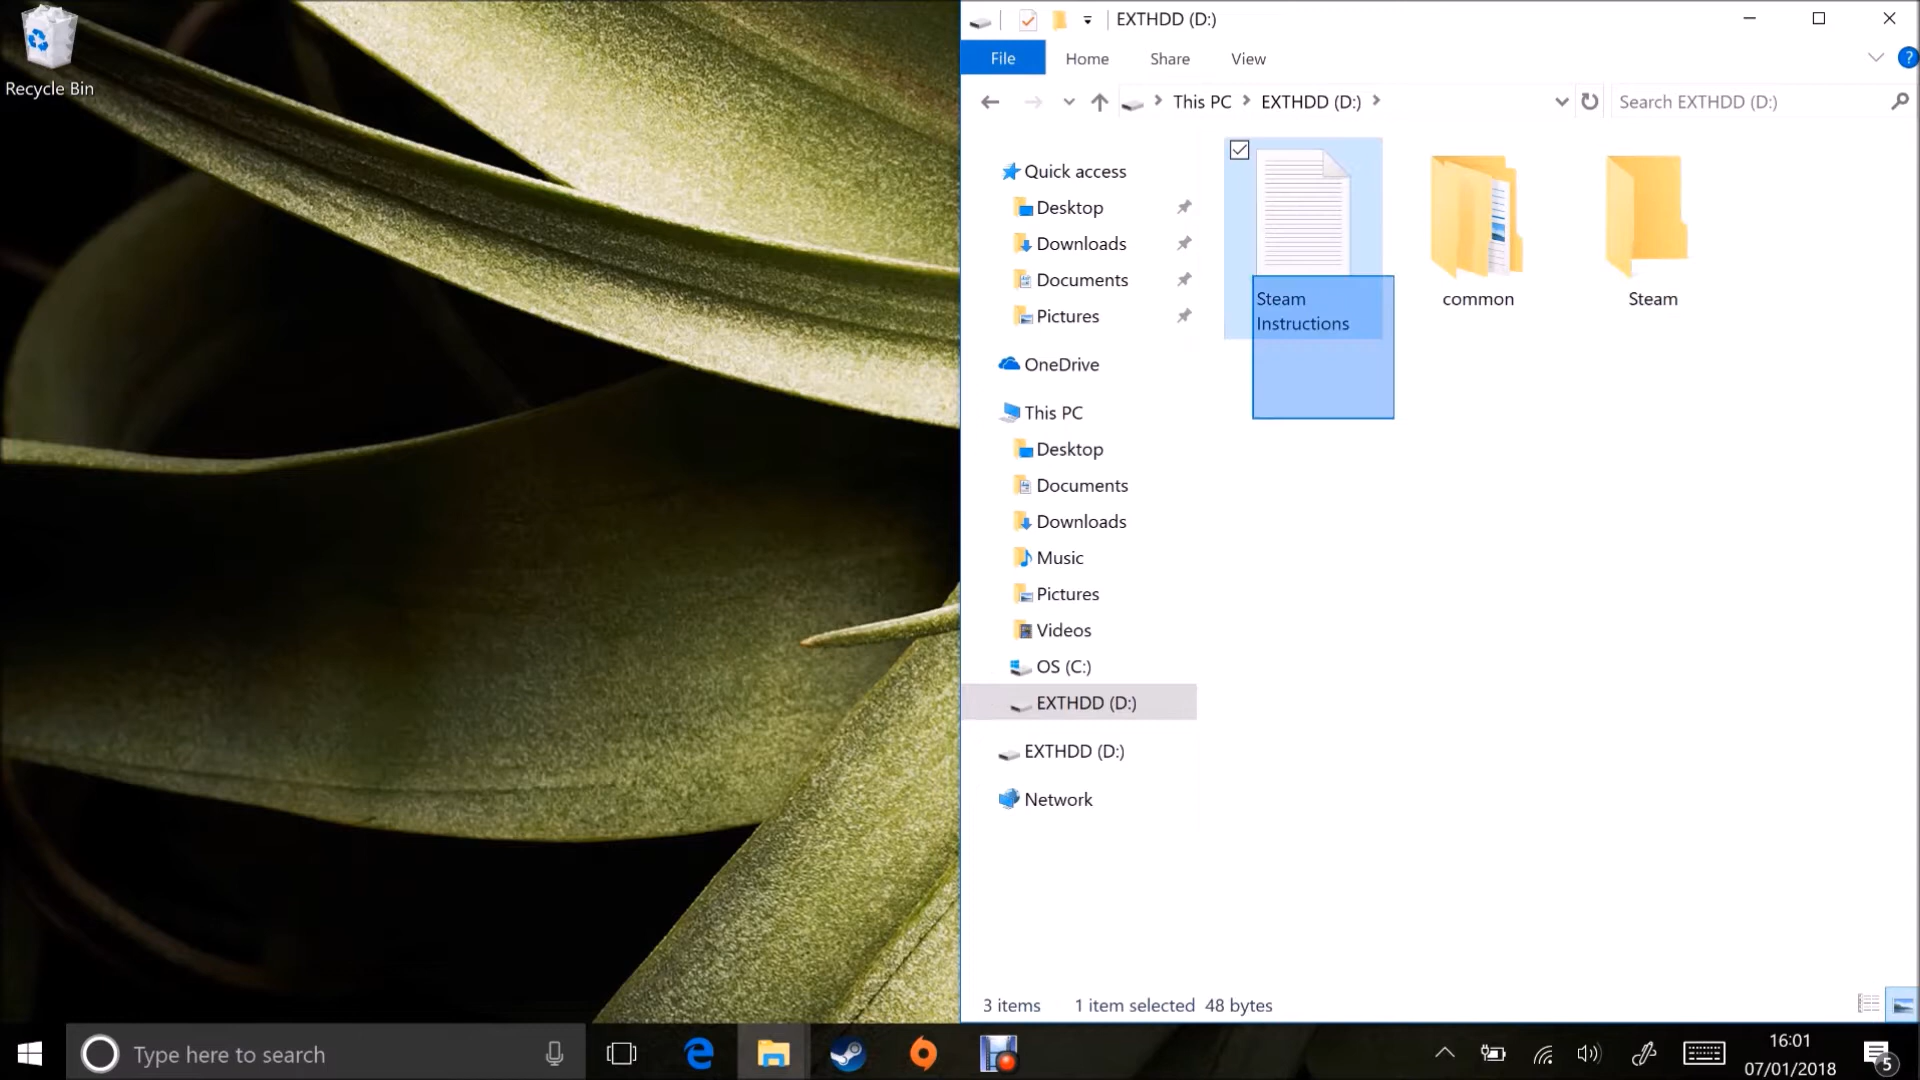 Recycle Bin
EXTHDD (D:)
File Home Share View
This PC EXTHDD (D:)
Search EXTHDD (D:)
Quick access
Desktop
Downloads
Documents
Pictures
OneDrive
This PC
Desktop
Documents
Downloads
Music
Pictures
Videos
OS (C:)
EXTHDD (D:)
EXTHDD (D:)
Network
Steam
Instructions
common
Steam
3 items 1 item selected 48 bytes
Type here to search
16:01
07/01/2018
5